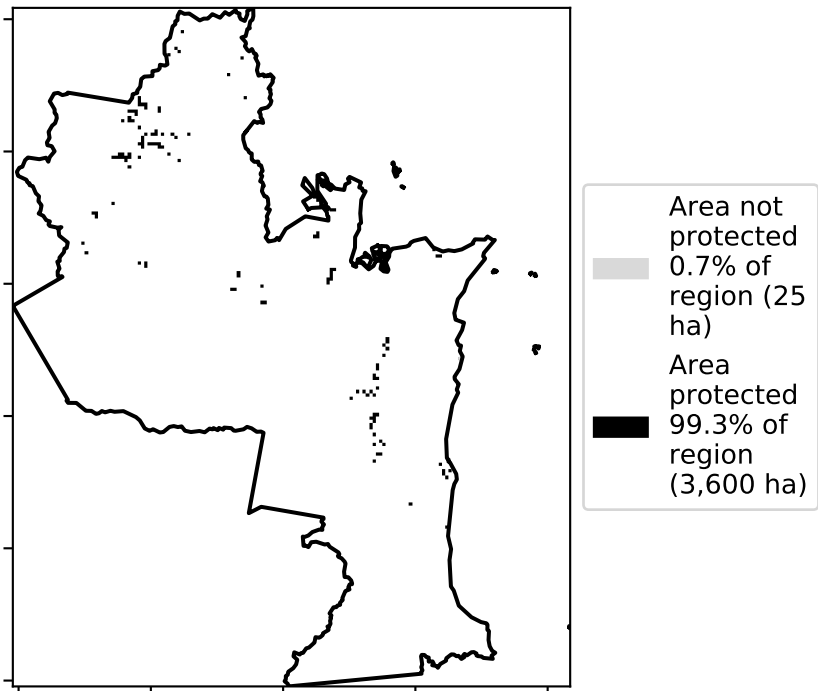 Area not
protected
0.7% of
region (25
ha)
Area
protected
99.3% of
region
(3,600 ha)